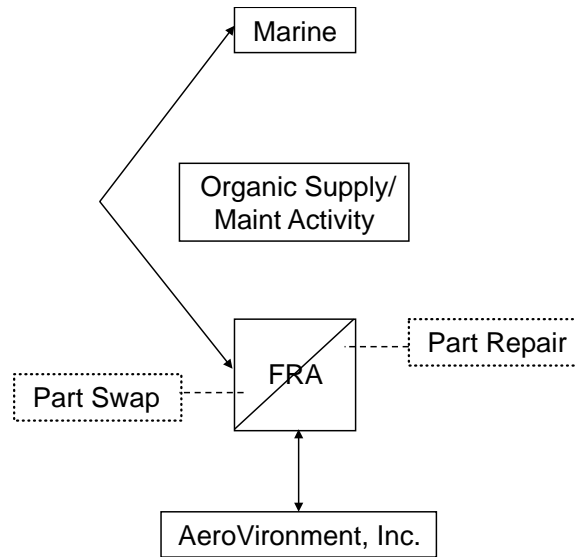 Marine
Organic Supply/
Maint Activity
Part Repair
FRA
Part Swap
AeroVironment, Inc.